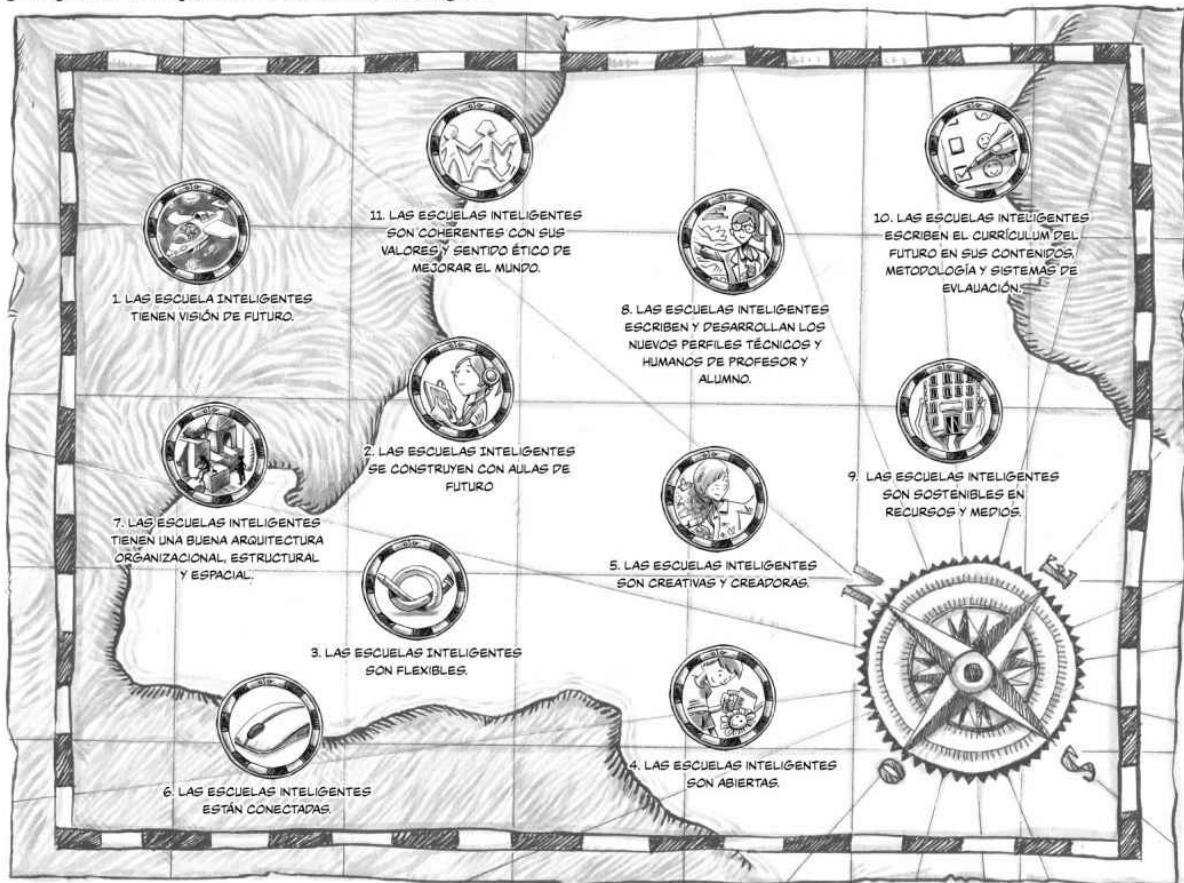 1. LAS ESCUELA INTELIGENTES
TIENEN VISIÓN DE FUTURO.
11. LAS ESCUELAS INTELIGENTES
SON COHERENTES CON SUS
VALORES Y SENTIDO ÉTICO DE
MEJORAR EL MUNDO.
8. LAS ESCUELAS INTELIGENTES
ESCRIBEN Y DESARROLLAN LOS
NUEVOS PERFILES TÉCNICOS Y
HUMANOS DE PROFESOR Y
ALUMNO.
10. LAS ESCUELAS INTELIGENTES
ESCRIBEN EL CURRÍCULUM DEL
FUTURO EN SUS CONTENIDOS,
METODOLOGÍA Y SISTEMAS DE
EVLAUACIÓN.
7. LAS ESCUELAS INTELIGENTES
TIENEN UNA BUENA ARQUITECTURA
ORGANIZACIONAL, ESTRUCTURAL
Y ESPACIAL.
2. LAS ESCUELAS INTELIGENTES
SE CONSTRUYEN CON AULAS DE
FUTURO
5. LAS ESCUELAS INTELIGENTES
SON CREATIVAS Y CREADORAS.
9. LAS ESCUELAS INTELIGENTES
SON SOSTENIBLES EN
RECURSOS Y MEDIOS.
3. LAS ESCUELAS INTELIGENTES
SON FLEXIBLES.
6. LAS ESCUELAS INTELIGENTES
ESTÁN CONECTADAS.
4. LAS ESCUELAS INTELIGENTES
SON ABIERTAS.
N
E
O
S